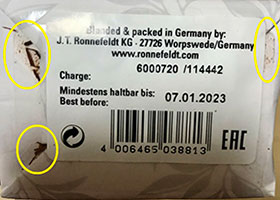 Blended & packed in Germany by:
J.T. Ronnefeldt KG · 27726 Worpswede/Germany
www.ronnefeldt.com
6000720 /114442
Charge:
Mindestens haltbar bis: 07.01.2023
Best before:
EAC
4 006465 038813